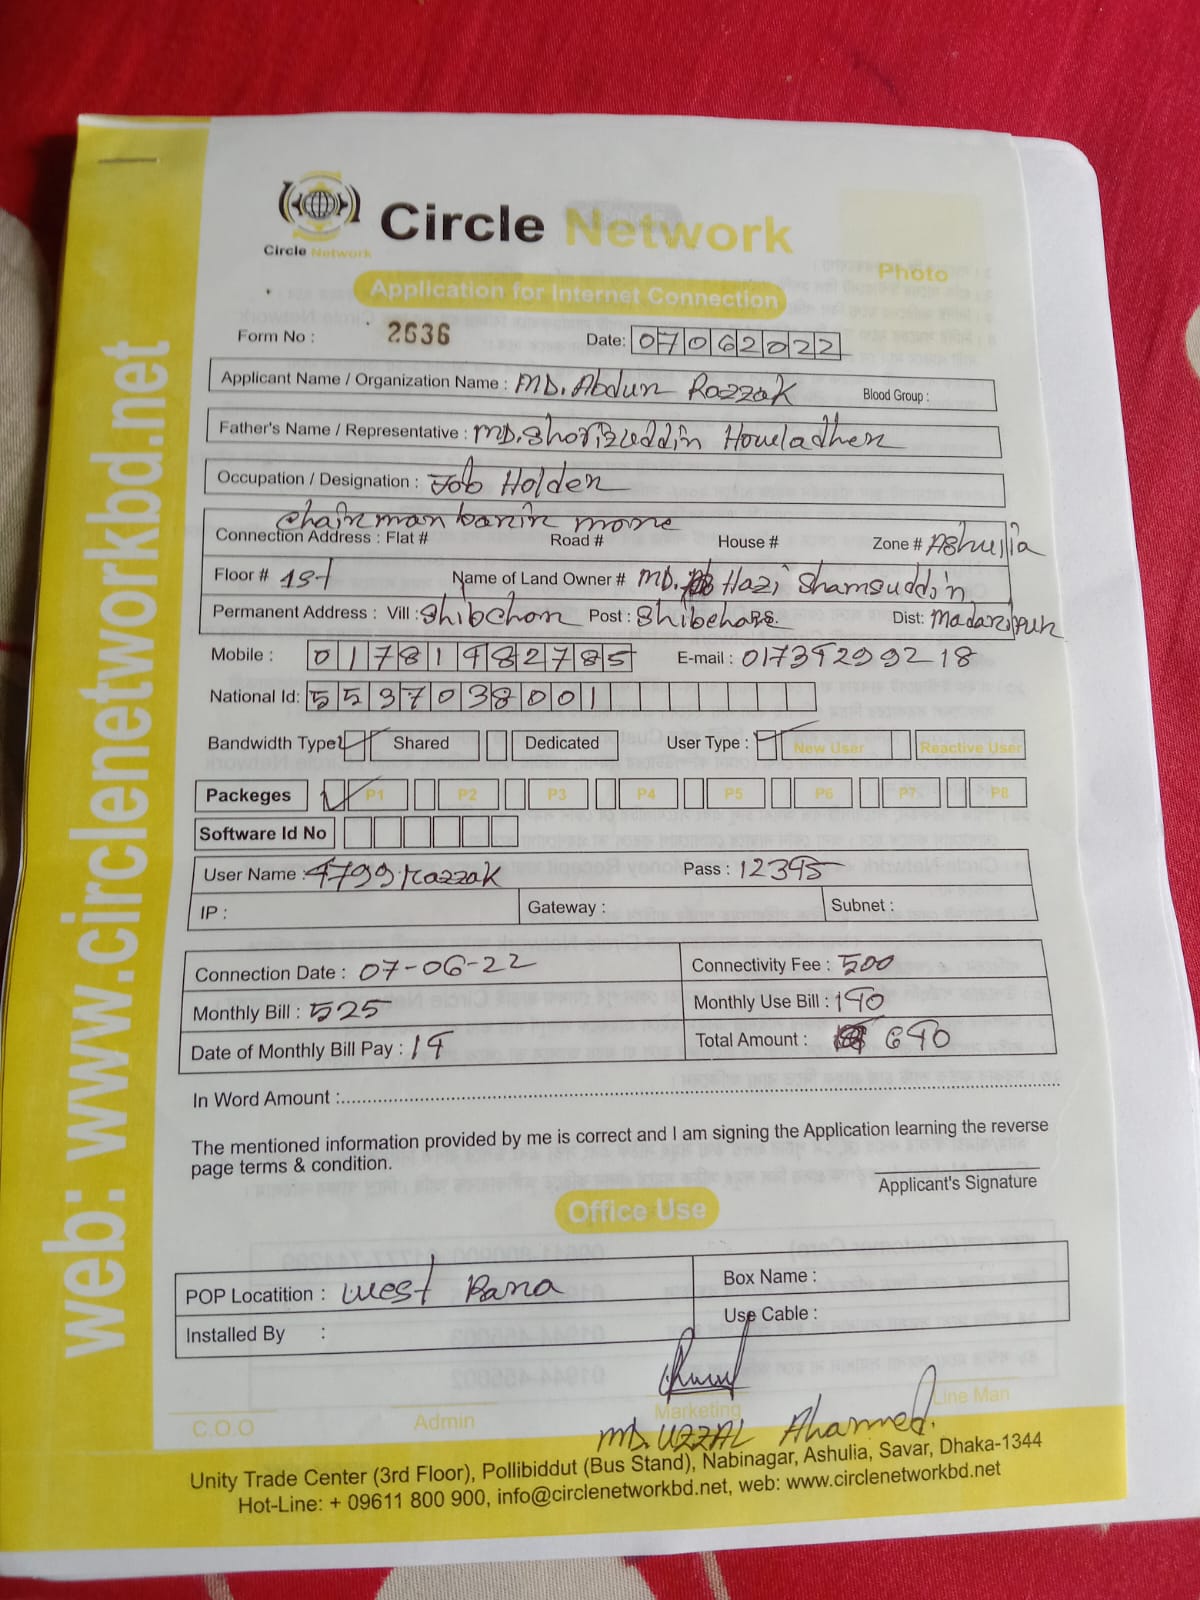 Circle Network
Circle Network
Photo
Application for Internet Connection
Form No : 2636 Date: 07062022
Applicant Name / Organization Name : MD. Abdur Razzak Blood Group :
Father's Name / Representative : MD. Shorizuddin Howladher
Occupation / Designation : Job Holder
Chairman barir more
Connection Address : Flat # Road # House # Zone # Ashulia
Floor # 1st Name of Land Owner # MD. Hazi Shamsuddin
Permanent Address : Vill : Shibchor Post : Shibchar Dist: Madaripur
Mobile : 01781482785 E-mail : 01734299218
National Id: 5537038001
Bandwidth Type Shared Dedicated User Type : New User Reactive User
Packeges P1 P2 P3 P4 P5 P6 P7 P8
Software Id No
User Name : 4799.razzak Pass : 12345
IP : Gateway : Subnet :
Connection Date : 07-06-22 Connectivity Fee : 500
Monthly Bill : 525 Monthly Use Bill : 190
Date of Monthly Bill Pay : 14 Total Amount : 690
In Word Amount :
The mentioned information provided by me is correct and I am signing the Application learning the reverse
page terms & condition.
Applicant's Signature
Office Use
POP Locatition : West Para Box Name :
Installed By : Use Cable :
C.O.O Admin Marketing Line Man
MD. UZZAL Ahammed.
Unity Trade Center (3rd Floor), Pollibiddut (Bus Stand), Nabinagar, Ashulia, Savar, Dhaka-1344
Hot-Line: + 09611 800 900, info@circlenetworkbd.net, web: www.circlenetworkbd.net
web: www.circlenetworkbd.net